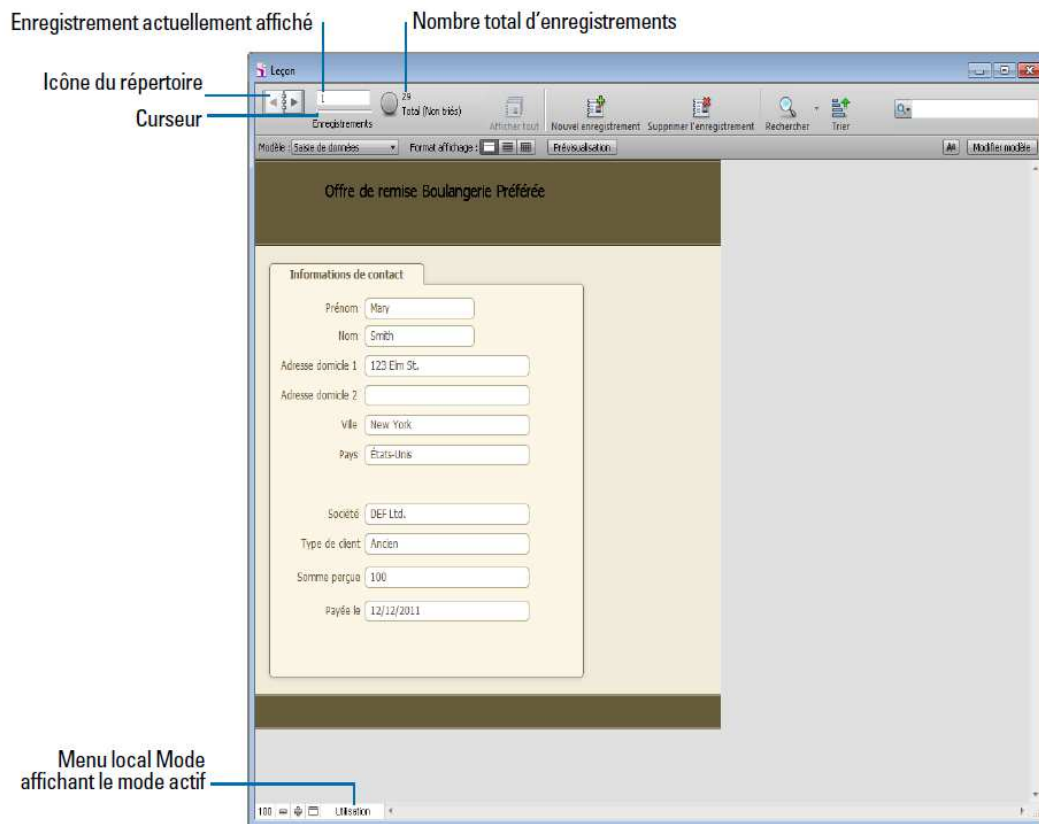 Enregistrement actuellement affiché
Nombre total d'enregistrements
Icône du répertoire
Curseur
Leçon
1
Enregistrements
29
Total (Non triés)
Afficher tout
Nouvel enregistrement
Supprimer l'enregistrement
Rechercher
Trier
Modèle : Saisie de données
Format affichage :
Prévisualisation
Aa
Modifier modèle
Offre de remise Boulangerie Préférée
Informations de contact
Prénom Mary
Nom Smith
Adresse domicile 1 123 Elm St.
Adresse domicile 2
Ville New York
Pays États-Unis
Société DEF Ltd.
Type de client Ancien
Somme perçue 100
Payée le 12/12/2011
Menu local Mode
affichant le mode actif
100
Utilisation